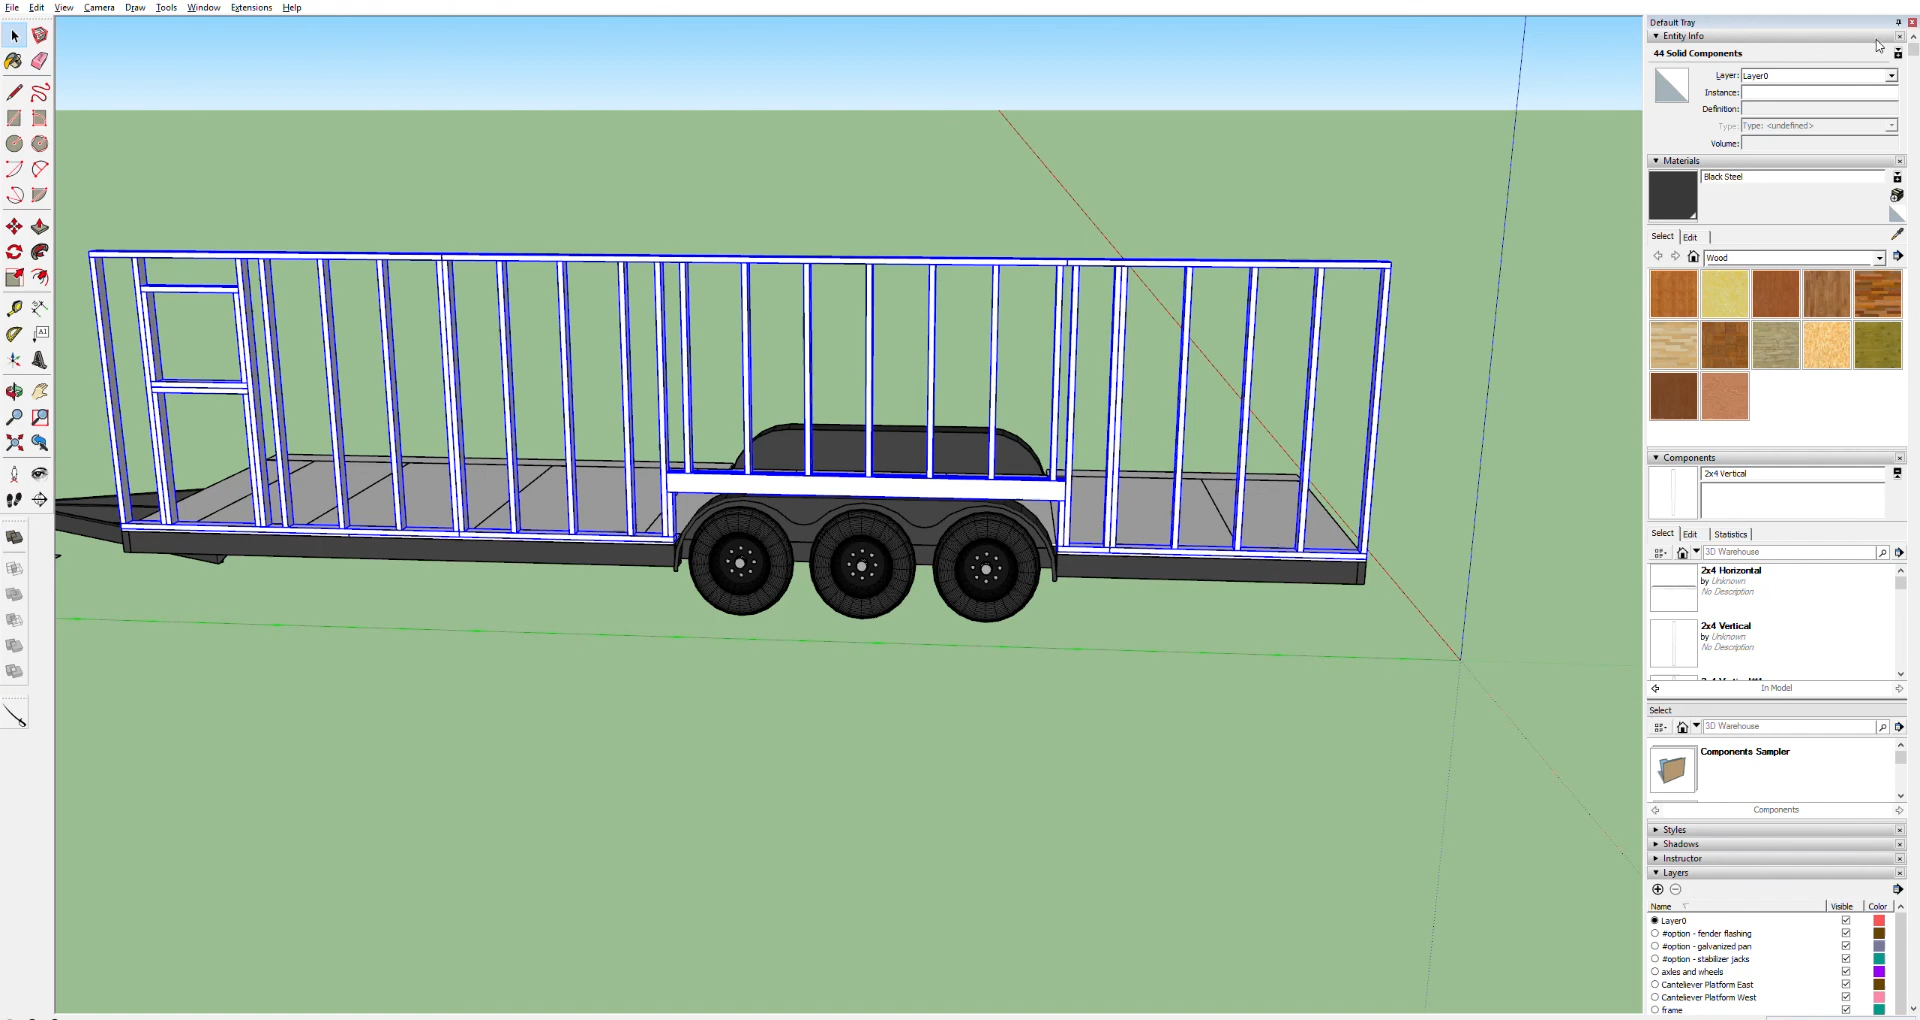 File Edit View Camera Draw Tools Window Extensions Help
Default Tray
Entity Info
44 Solid Components
Layer: Layer0
Instance:
Definition:
Type: Type: <undefined>
Volume:
Materials
Black Steel
Select Edit
Wood
Components
2x4 Vertical
Select Edit Statistics
3D Warehouse
2x4 Horizontal
by Unknown
No Description
2x4 Vertical
by Unknown
No Description
In Model
Select
3D Warehouse
Components Sampler
Components
Styles
Shadows
Instructor
Layers
Name Visible Color
Layer0
#option - fender flashing
#option - galvanized pan
#option - stabilizer jacks
axles and wheels
Canteliever Platform East
Canteliever Platform West
frame